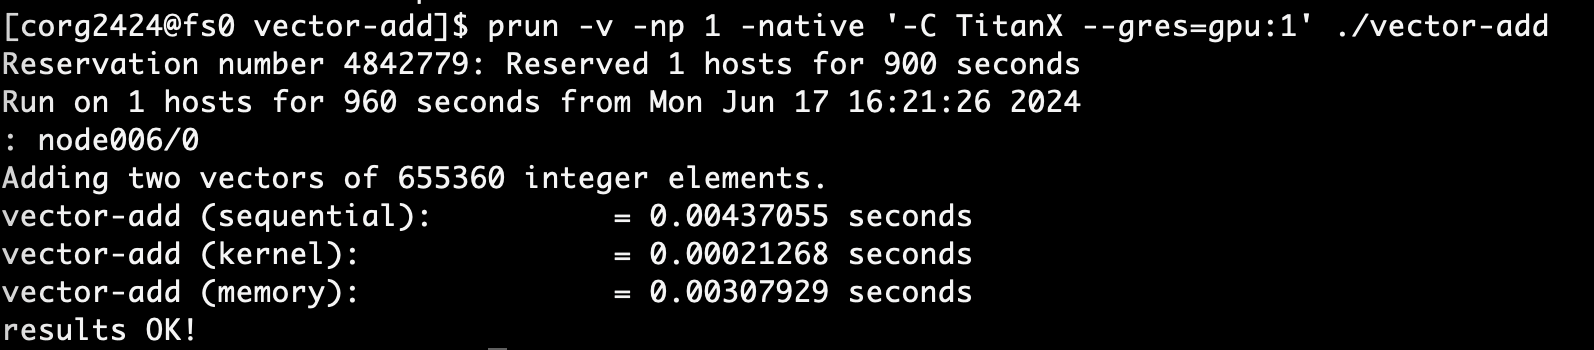 [corg2424@fs0 vector-add]$ prun -v -np 1 -native '-C TitanX --gres=gpu:1' ./vector-add
Reservation number 4842779: Reserved 1 hosts for 900 seconds
Run on 1 hosts for 960 seconds from Mon Jun 17 16:21:26 2024
: node006/0
Adding two vectors of 655360 integer elements.
vector-add (sequential):          = 0.00437055 seconds
vector-add (kernel):              = 0.00021268 seconds
vector-add (memory):              = 0.00307929 seconds
results OK!